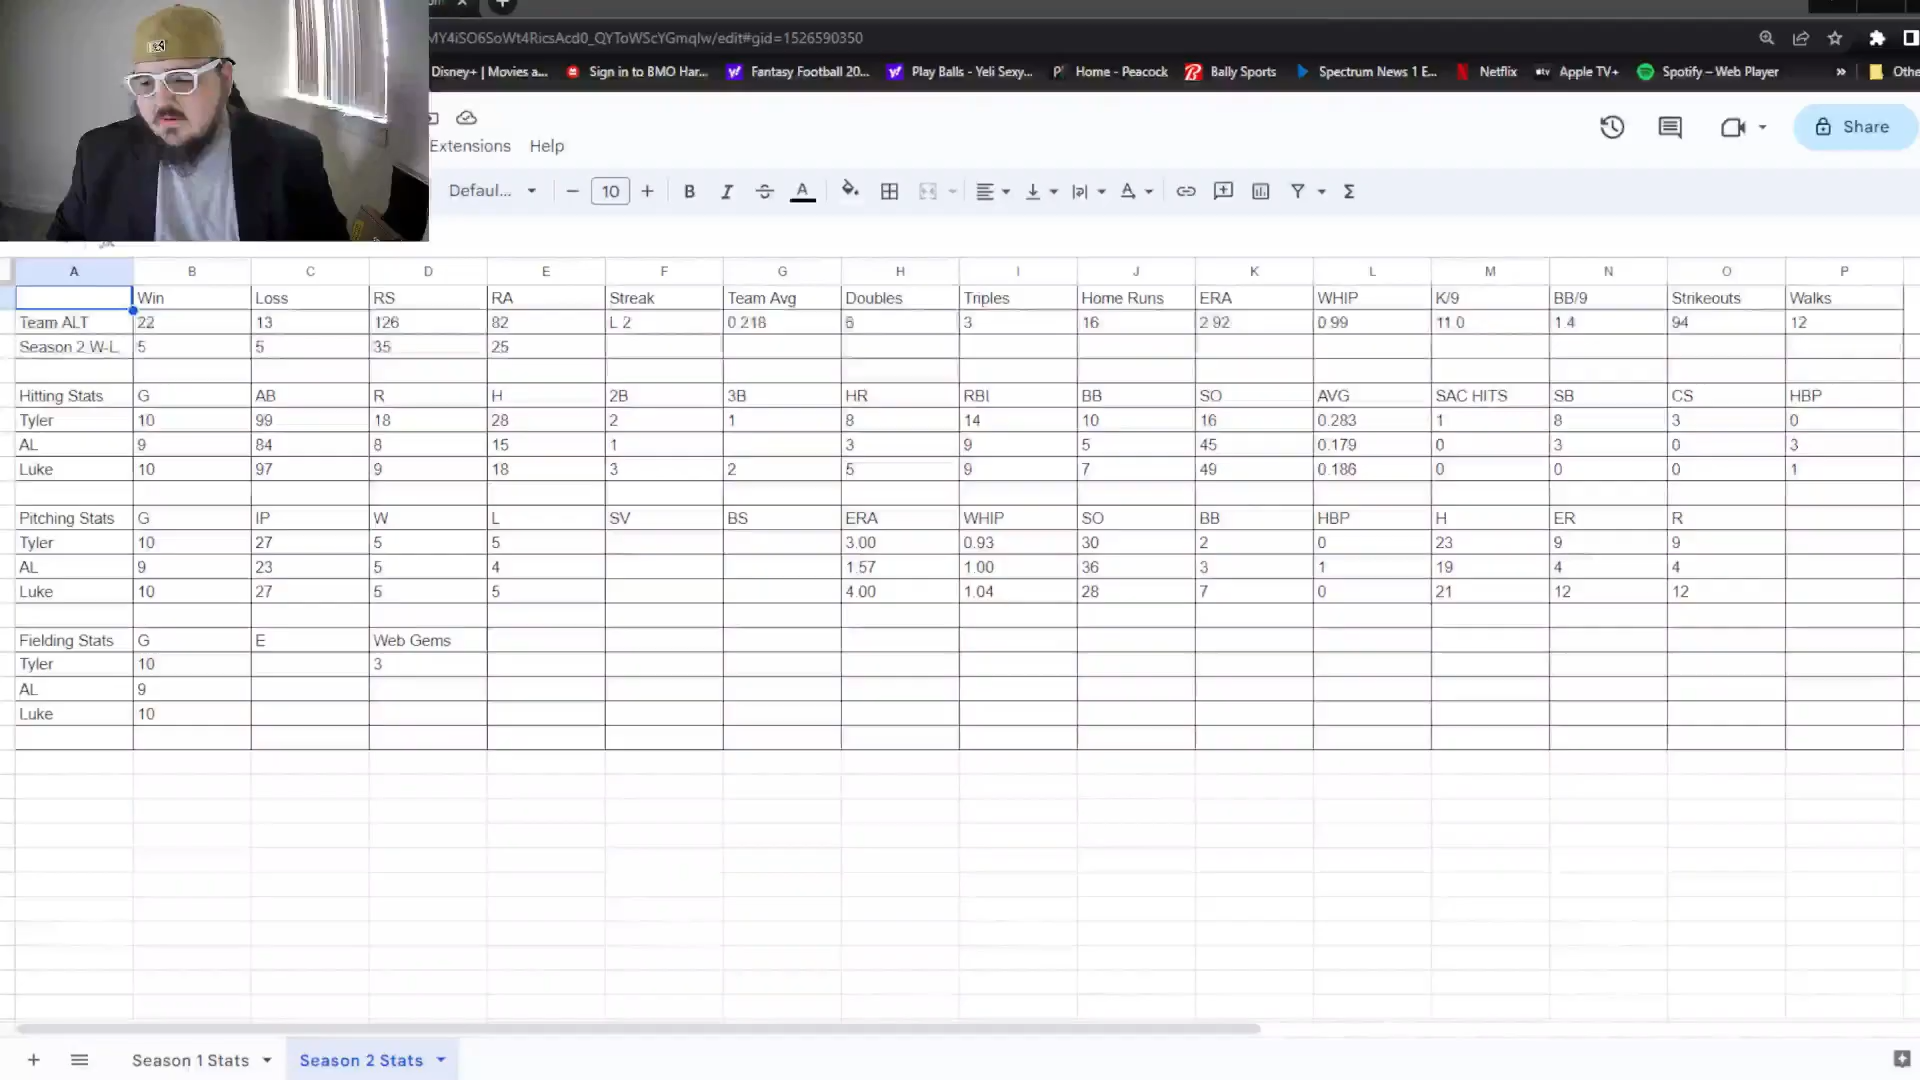 MY4iSO6SoWt4RicsAcd0_QYToWScYGmqlw/edit#gid=1526590350
Disney+ | Movies a... Sign in to BMO Har... Fantasy Football 20... Play Balls - Yeli Sexy... Home - Peacock Bally Sports Spectrum News 1 E... Netflix Apple TV+ Spotify – Web Player » Othe
Extensions Help
Share
Defaul... − 10 + B I S A Σ
A B C D E F G H I J K L M N O P
Win Loss RS RA Streak Team Avg Doubles Triples Home Runs ERA WHIP K/9 BB/9 Strikeouts Walks
Team ALT 22 13 126 82 L 2 0.218 6 3 16 2.92 0.99 11.0 1.4 94 12
Season 2 W-L 5 5 35 25
Hitting Stats G AB R H 2B 3B HR RBI BB SO AVG SAC HITS SB CS HBP
Tyler 10 99 18 28 2 1 8 14 10 16 0.283 1 8 3 0
AL 9 84 8 15 1 3 9 5 45 0.179 0 3 0 3
Luke 10 97 9 18 3 2 5 9 7 49 0.186 0 0 0 1
Pitching Stats G IP W L SV BS ERA WHIP SO BB HBP H ER R
Tyler 10 27 5 5 3.00 0.93 30 2 0 23 9 9
AL 9 23 5 4 1.57 1.00 36 3 1 19 4 4
Luke 10 27 5 5 4.00 1.04 28 7 0 21 12 12
Fielding Stats G E Web Gems
Tyler 10 3
AL 9
Luke 10
+ Season 1 Stats Season 2 Stats